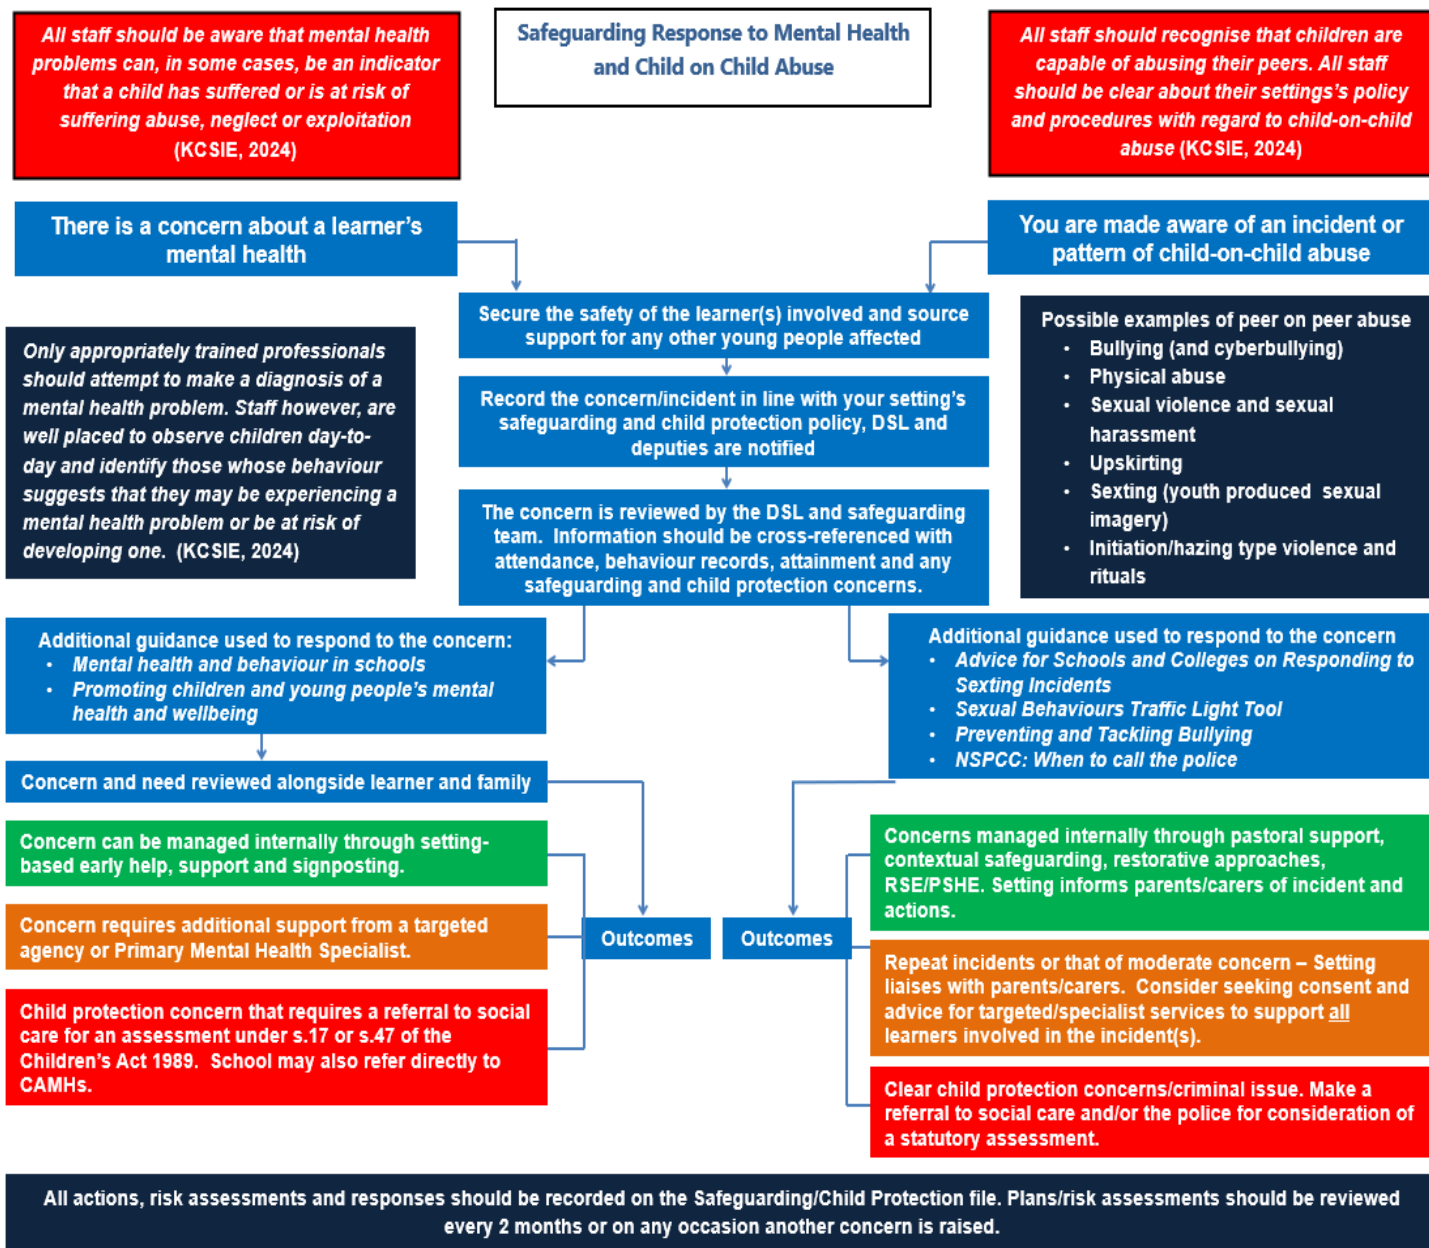 All staff should be aware that mental health
problems can, in some cases, be an indicator
that a child has suffered or is at risk of
suffering abuse, neglect or exploitation
(KCSIE, 2024)
Safeguarding Response to Mental Health
and Child on Child Abuse
All staff should recognise that children are
capable of abusing their peers. All staff
should be clear about their settings's policy
and procedures with regard to child-on-child
abuse (KCSIE, 2024)
There is a concern about a learner's
mental health
You are made aware of an incident or
pattern of child-on-child abuse
Secure the safety of the learner(s) involved and source
support for any other young people affected
Only appropriately trained professionals
should attempt to make a diagnosis of a
mental health problem. Staff however, are
well placed to observe children day-to-
day and identify those whose behaviour
suggests that they may be experiencing a
mental health problem or be at risk of
developing one. (KCSIE, 2024)
Record the concern/incident in line with your setting's
safeguarding and child protection policy, DSL and
deputies are notified
Possible examples of peer on peer abuse
• Bullying (and cyberbullying)
• Physical abuse
• Sexual violence and sexual
harassment
• Upskirting
• Sexting (youth produced sexual
imagery)
• Initiation/hazing type violence and
rituals
The concern is reviewed by the DSL and safeguarding
team. Information should be cross-referenced with
attendance, behaviour records, attainment and any
safeguarding and child protection concerns.
Additional guidance used to respond to the concern:
• Mental health and behaviour in schools
• Promoting children and young people's mental
health and wellbeing
Additional guidance used to respond to the concern
• Advice for Schools and Colleges on Responding to
Sexting Incidents
• Sexual Behaviours Traffic Light Tool
• Preventing and Tackling Bullying
• NSPCC: When to call the police
Concern and need reviewed alongside learner and family
Concern can be managed internally through setting-
based early help, support and signposting.
Concern requires additional support from a targeted
agency or Primary Mental Health Specialist.
Child protection concern that requires a referral to social
care for an assessment under s.17 or s.47 of the
Children's Act 1989. School may also refer directly to
CAMHs.
Outcomes
Outcomes
Concerns managed internally through pastoral support,
contextual safeguarding, restorative approaches,
RSE/PSHE. Setting informs parents/carers of incident and
actions.
Repeat incidents or that of moderate concern – Setting
liaises with parents/carers. Consider seeking consent and
advice for targeted/specialist services to support all
learners involved in the incident(s).
Clear child protection concerns/criminal issue. Make a
referral to social care and/or the police for consideration of
a statutory assessment.
All actions, risk assessments and responses should be recorded on the Safeguarding/Child Protection file. Plans/risk assessments should be reviewed
every 2 months or on any occasion another concern is raised.